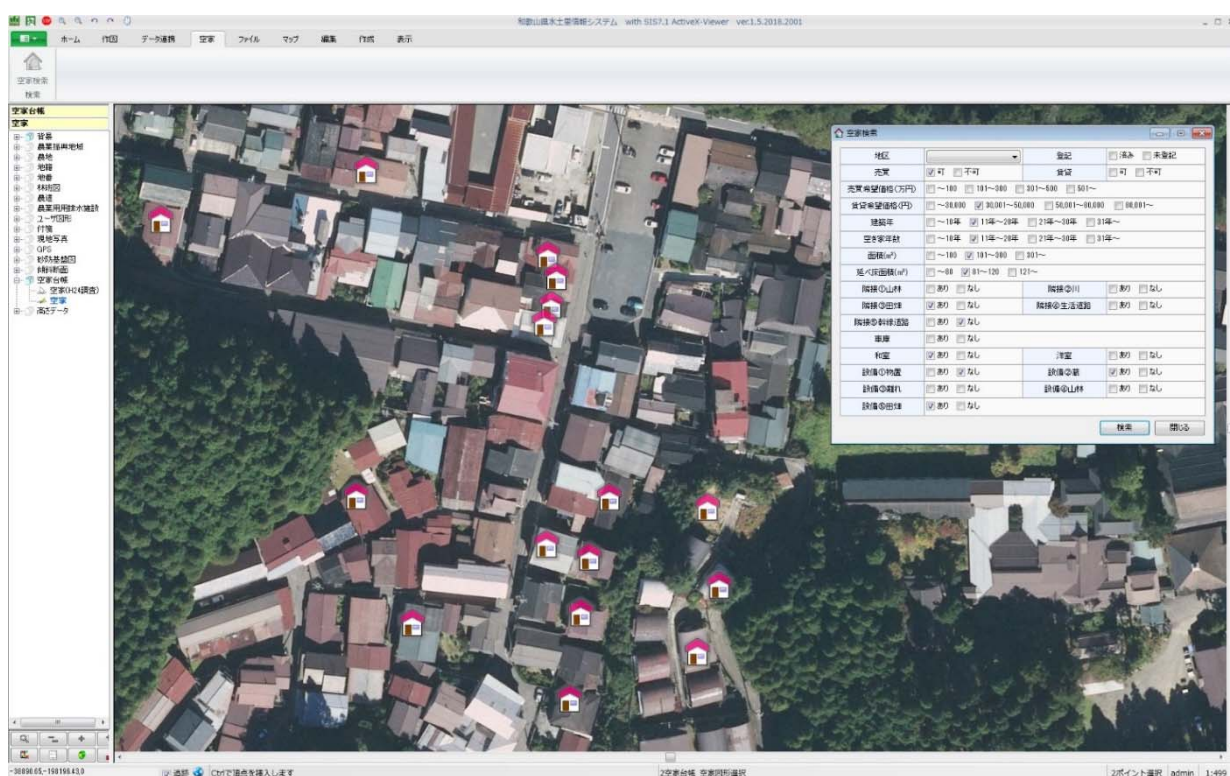 和歌山県水土里情報システム with SIS7.1 ActiveX-Viewer ver.1.5.2018.2001
ホーム 作図 データ連携 空家 ファイル マップ 編集 作成 表示
空家検索
検索
空家台帳
空家
背景
農業振興地域
農地
地籍
地番
林班図
農道
農業用用排水施設
ユーザ図形
付箋
現地写真
GPS
砂防基盤図
傾斜断面
空家台帳
空家(H24調査)
空家
高さデータ
空家検索
地区 登記 済み 未登記
売買 可 不可 賃貸 可 不可
売買希望価格(万円) ～100 101～300 301～500 501～
賃貸希望価格(円) ～30,000 30,001～50,000 50,001～80,000 80,001～
建築年 ～10年 11年～20年 21年～30年 31年～
空き家年数 ～10年 11年～20年 21年～30年 31年～
面積(m²) ～100 101～300 301～
延べ床面積(m²) ～80 81～120 121～
隣接①山林 あり なし 隣接②川 あり なし
隣接③田畑 あり なし 隣接④生活道路 あり なし
隣接⑤幹線道路 あり なし
車庫 あり なし
和室 あり なし 洋室 あり なし
設備①物置 あり なし 設備②蔵 あり なし
設備③離れ あり なし 設備④山林 あり なし
設備⑤田畑 あり なし
検索 閉じる
追跡 Ctrlで頂点を挿入します 2空家台帳_空家図形選択 2ポイント選択 admin 1:499